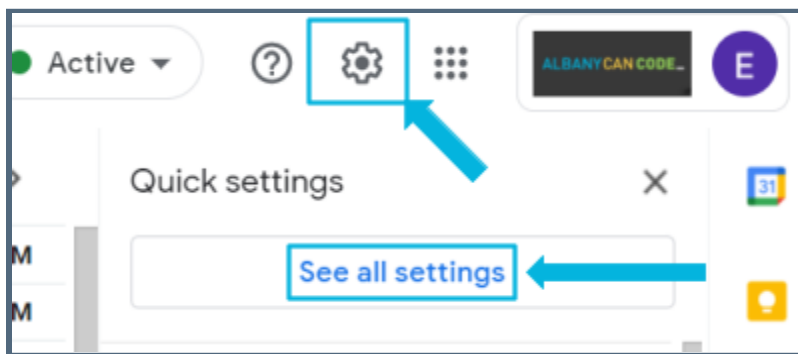 Active
ALBANY CAN CODE_
E
Quick settings
31
See all settings
M
M